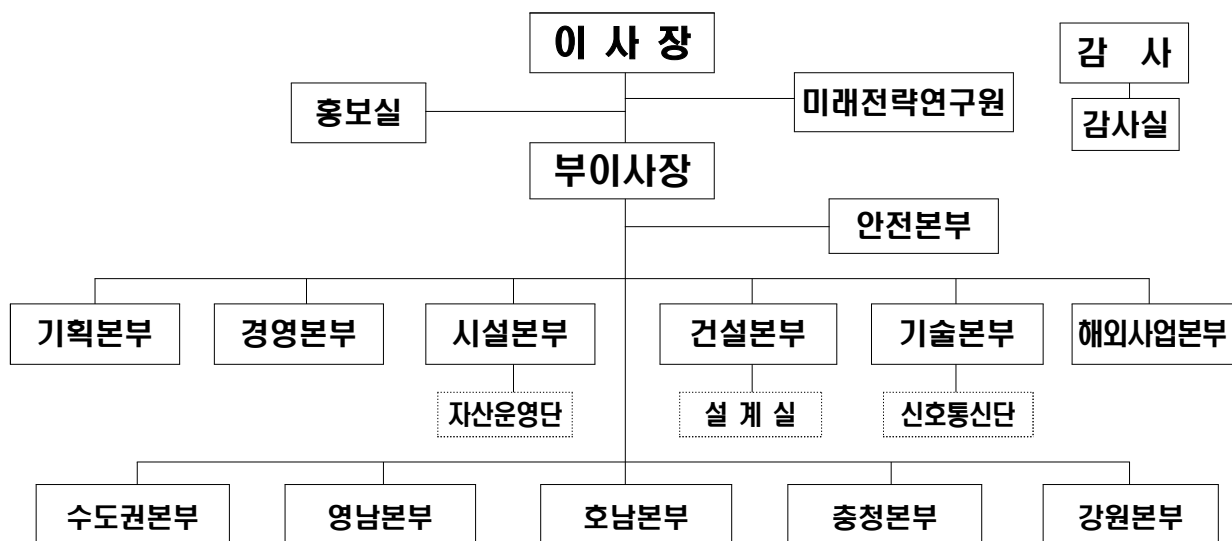 이 사 장
감 사
홍보실
미래전략연구원
감사실
부이사장
안전본부
기획본부
경영본부
시설본부
건설본부
기술본부
해외사업본부
자산운영단
설 계 실
신호통신단
수도권본부
영남본부
호남본부
충청본부
강원본부